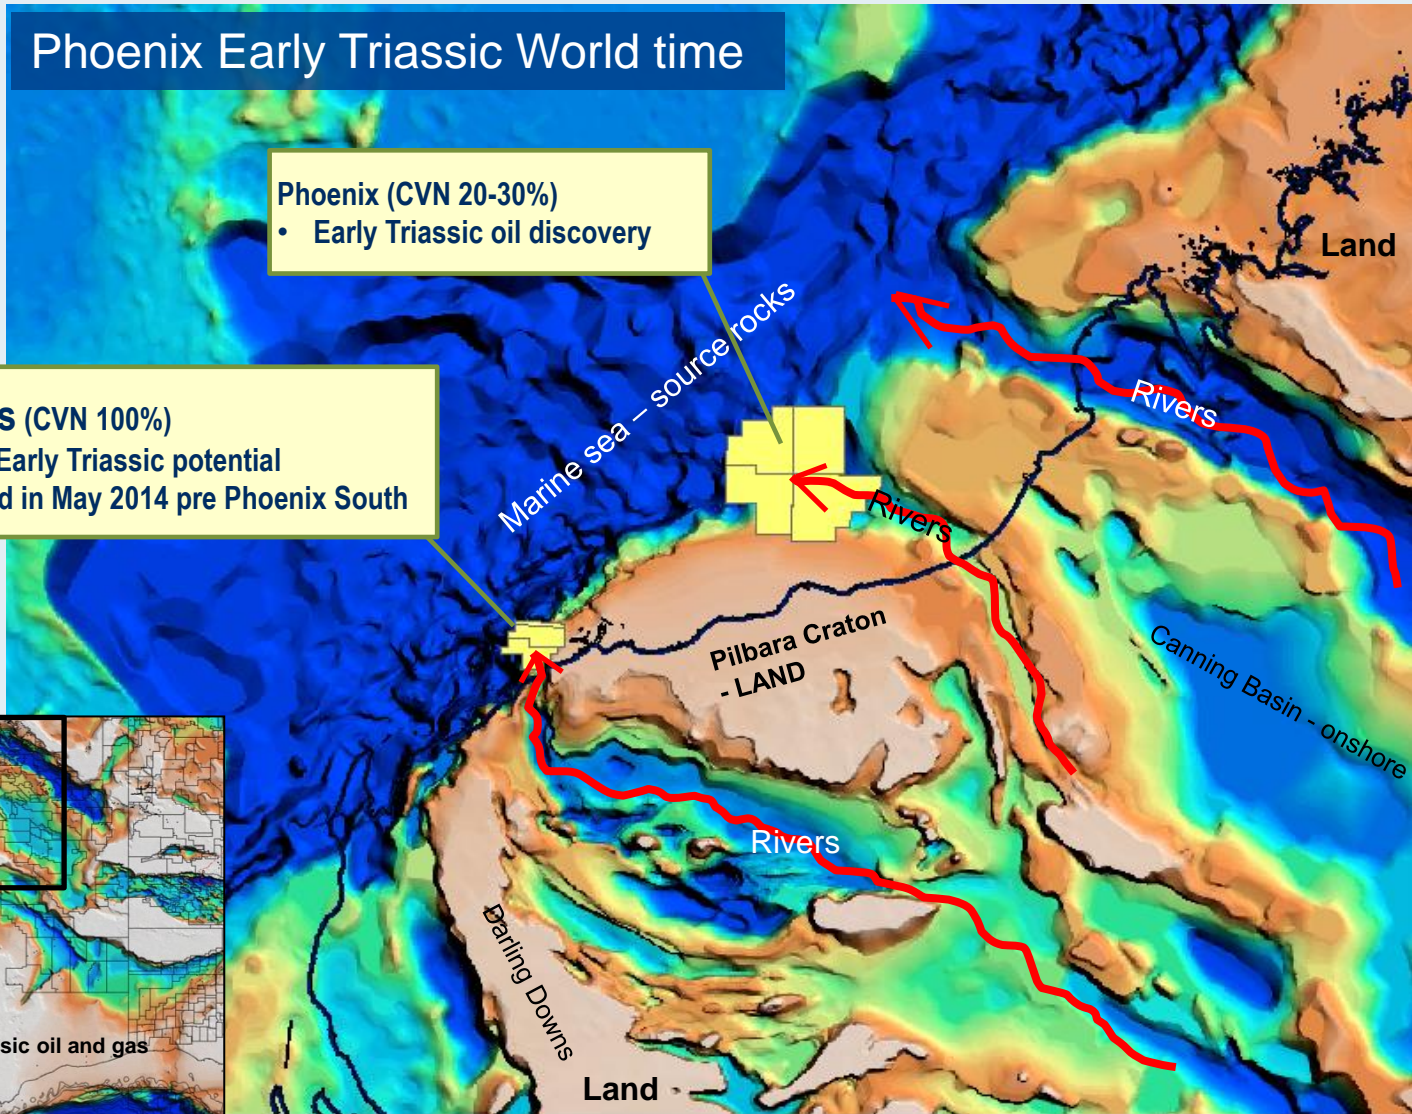 Phoenix Early Triassic World time
Phoenix (CVN 20-30%)
• Early Triassic oil discovery
Land
Marine sea – source rocks
Rivers
(CVN 100%)
Early Triassic potential
in May 2014 pre Phoenix South
Rivers
Pilbara Craton
- LAND
Canning Basin - onshore
Rivers
Darling Downs
oil and gas
Land